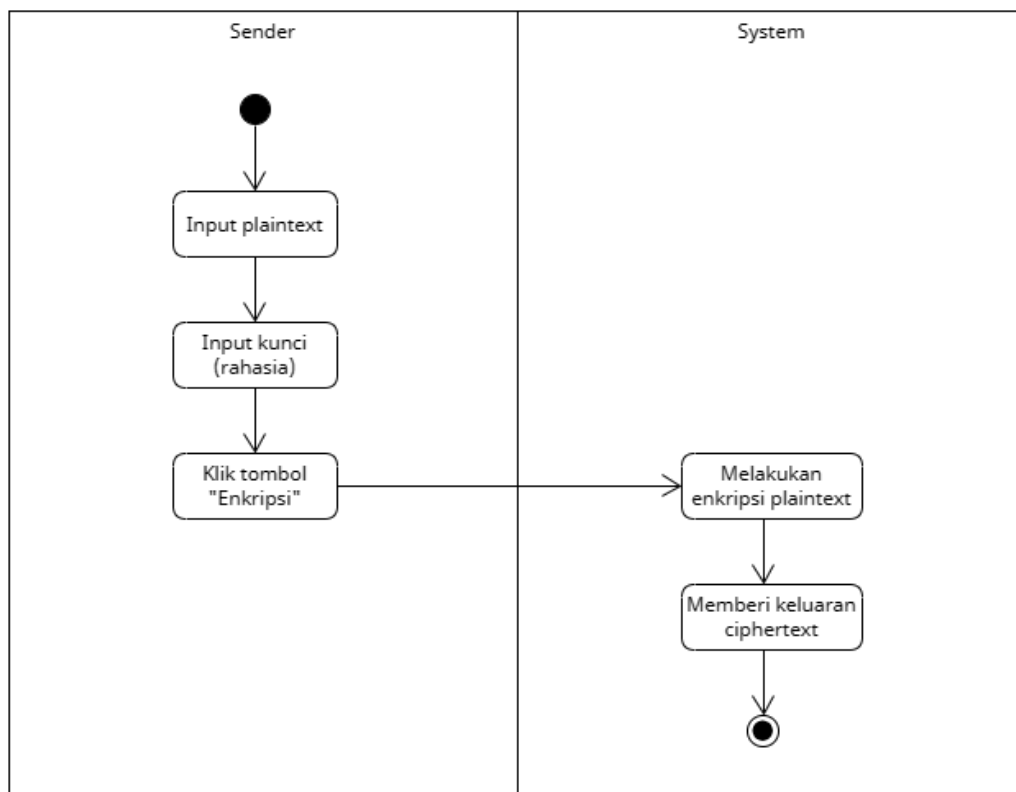 Sender
System
Input plaintext
Input kunci
(rahasia)
Klik tombol
"Enkripsi"
Melakukan
enkripsi plaintext
Memberi keluaran
ciphertext